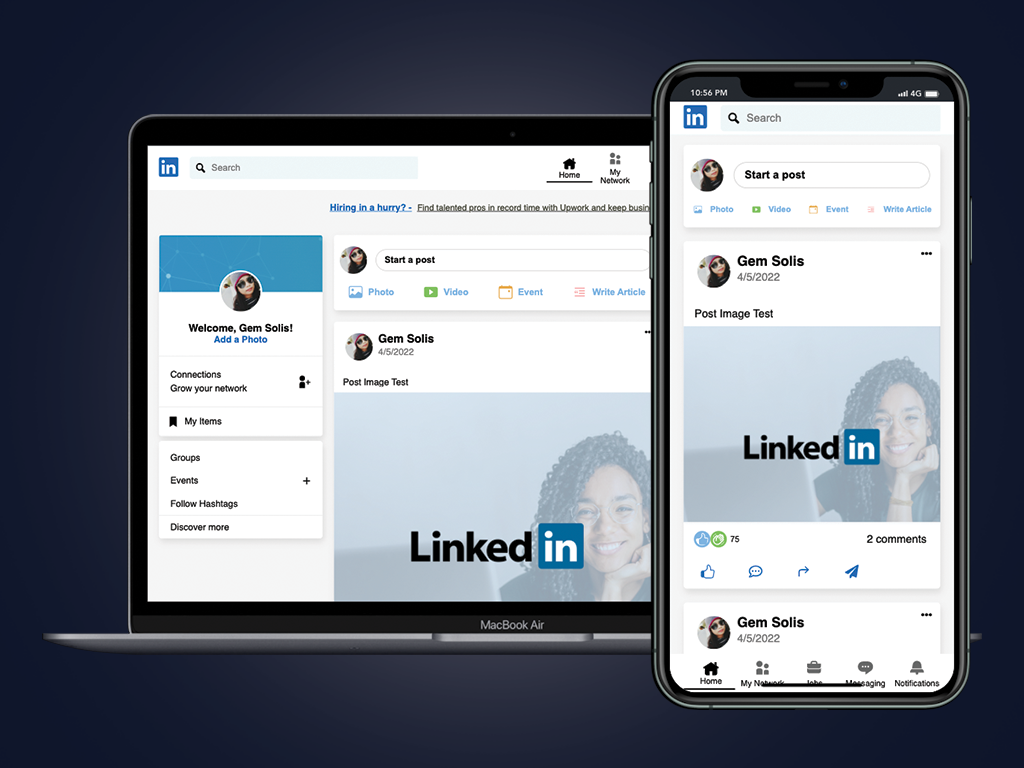 in
Search
Home
My
Network
Hiring in a hurry? - Find talented pros in record time with Upwork and keep busin
Welcome, Gem Solis!
Add a Photo
Connections
Grow your network
My Items
Groups
Events
+
Follow Hashtags
Discover more
Start a post
Photo Video Event Write Article
Gem Solis
4/5/2022
Post Image Test
Linked in
MacBook Air
10:56 PM 4G
in
Search
Start a post
Photo Video Event Write Article
Gem Solis
4/5/2022
Post Image Test
Linked in
75 2 comments
Gem Solis
4/5/2022
Home My Network Jobs Messaging Notifications